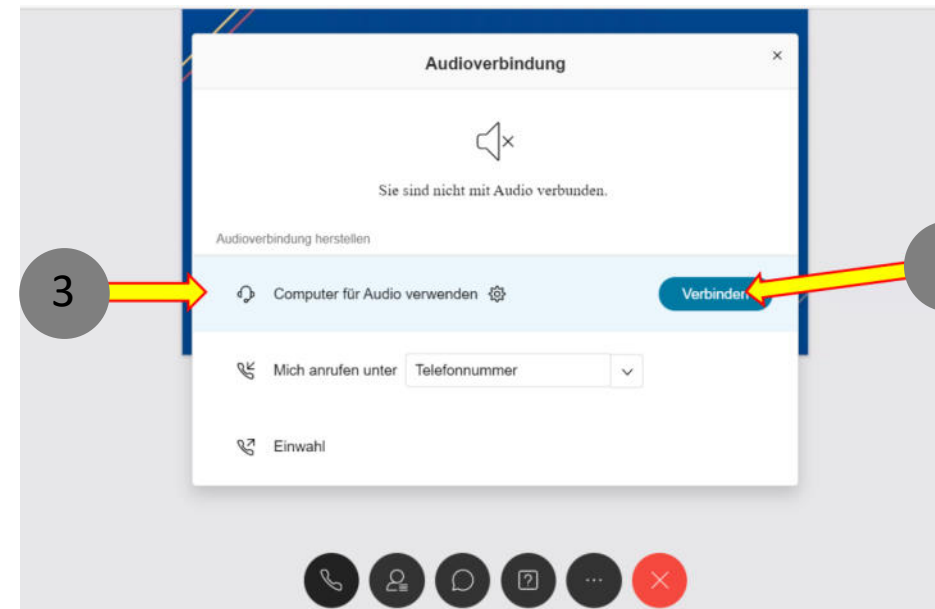 Audioverbindung
Sie sind nicht mit Audio verbunden.
Audioverbindung herstellen
3
Computer für Audio verwenden
Verbinden
Mich anrufen unter Telefonnummer
Einwahl